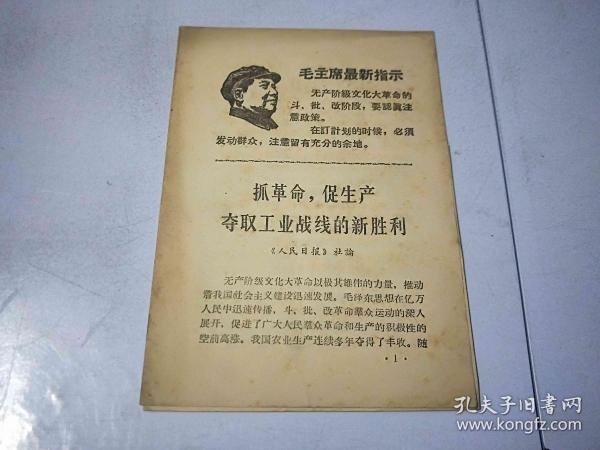 毛主席最新指示
无产阶级文化大革命的
斗、批、改阶段，要認眞注
意政策。
在訂計划的时候，必須
发动群众，注意留有充分的余地。
抓革命，促生产
夺取工业战线的新胜利
《人民日报》社論
无产阶级文化大革命以极其雄伟的力量，推动
着我国社会主义建设迅速发展。毛泽东思想在亿万
人民中迅速传播，斗、批、改革命羣众运动的深入
展开，促进了广大人民羣众革命和生产的积极性的
空前高涨。我国农业生产连续多年夺得了丰收。随
· 1 ·
孔夫子旧书网
www.kongfz.com